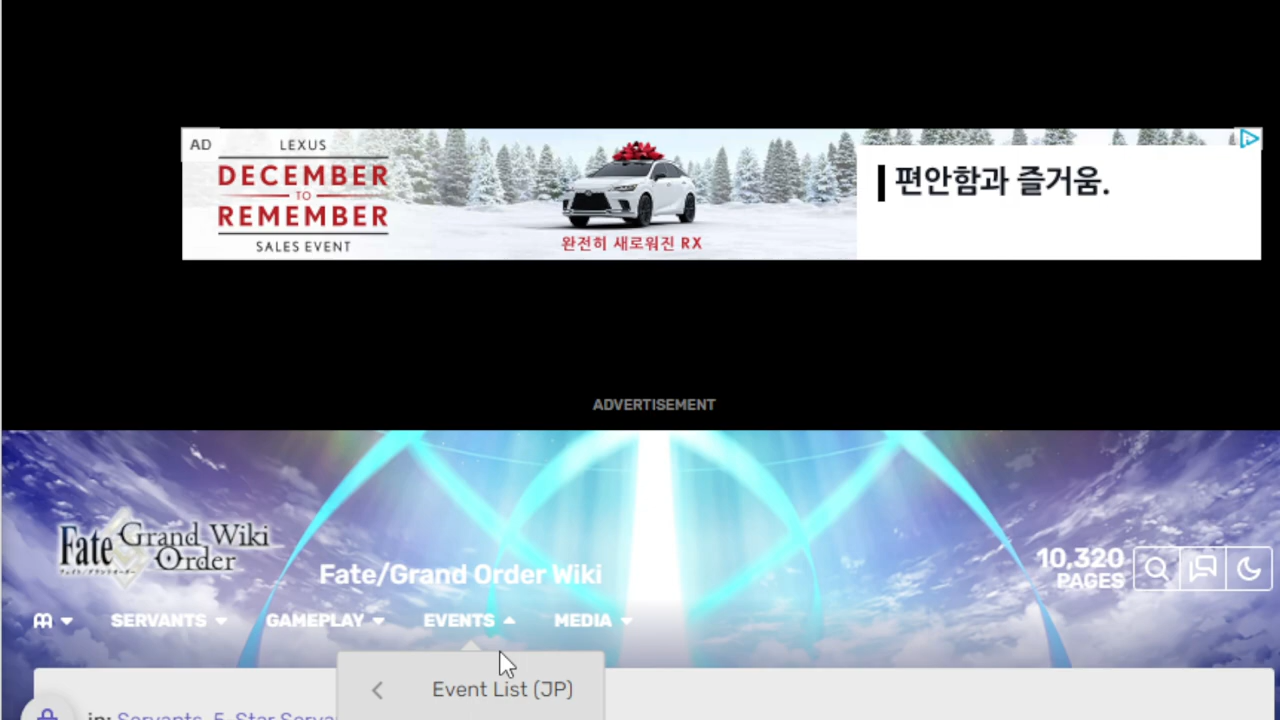 AD
LEXUS
DECEMBER
TO
REMEMBER
SALES EVENT
완전히 새로워진 RX
편안함과 즐거움.
ADVERTISEMENT
Fate Grand Wiki
Order
Fate/Grand Order Wiki
10,320
PAGES
SERVANTS GAMEPLAY EVENTS MEDIA
Event List (JP)
in: Servants, 5-Star Serva